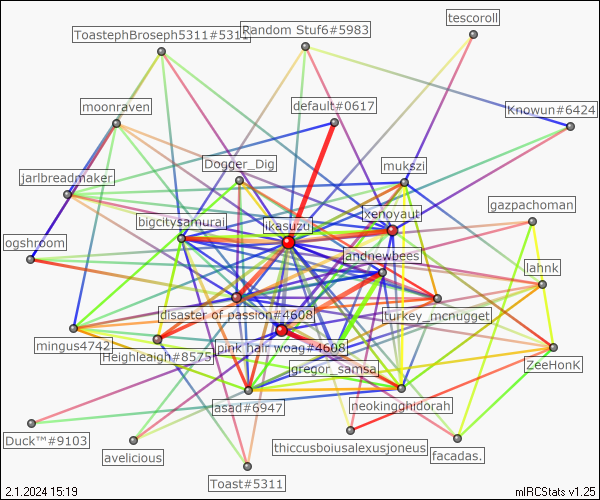 tescoroll
ToastephBroseph5311#5311
Random Stuf6#5983
moonraven
default#0617
Knowun#6424
Dogger_Dig
mukszi
jarlbreadmaker
gazpachoman
bigcitysamurai
ikasuzu
xenoyaut
ogshroom
andnewbees
lahnk
disaster of passion#4608
turkey_mcnugget
mingus4742
Heighleaigh#8575
pink hair woag#4608
gregor_samsa
ZeeHonk
asad#6947
neokingghidorah
Duck™#9103
avelicious
thiccusboiusalexusjoneus
facadas.
Toast#5311
2.1.2024 15:19
mIRCStats v1.25